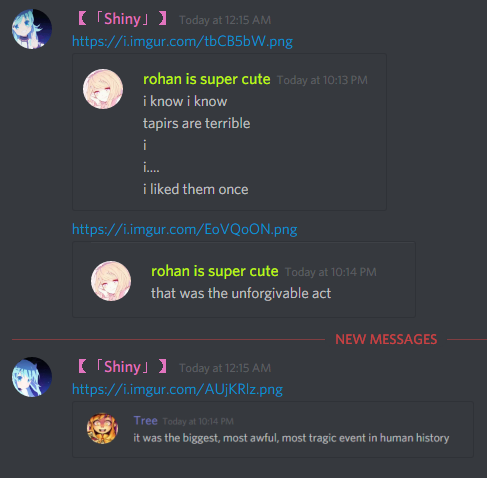 【「Shiny」】 Today at 12:15 AM
https://i.imgur.com/tbCB5bW.png
rohan is super cute Today at 10:13 PM
i know i know
tapirs are terrible
i
i....
i liked them once
https://i.imgur.com/EoVQoON.png
rohan is super cute Today at 10:14 PM
that was the unforgivable act
NEW MESSAGES
【「Shiny」】 Today at 12:15 AM
https://i.imgur.com/AUjKRlz.png
Tree Today at 10:14 PM
it was the biggest, most awful, most tragic event in human history